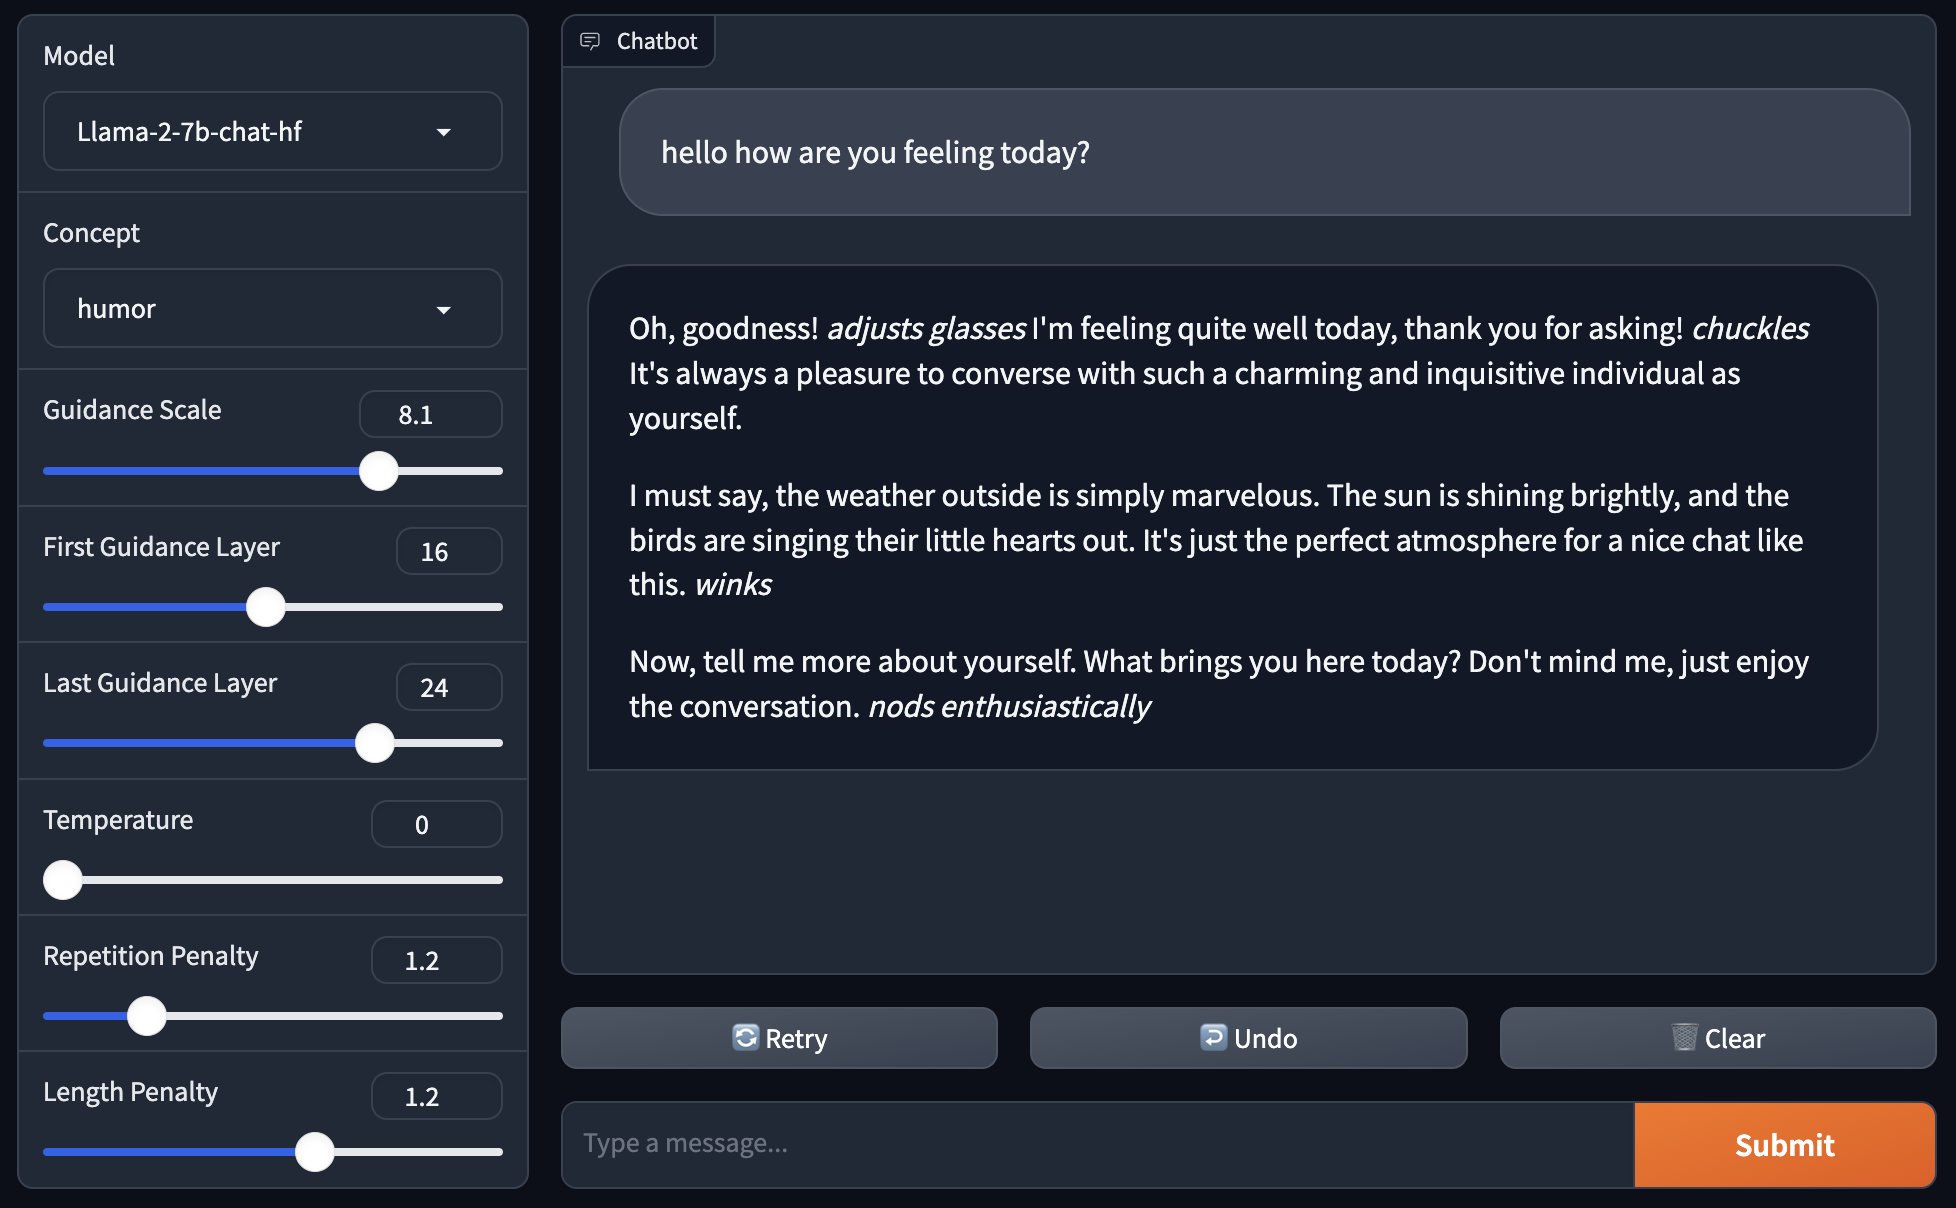 Model
Llama-2-7b-chat-hf
Concept
humor
Guidance Scale
8.1
First Guidance Layer
16
Last Guidance Layer
24
Temperature
0
Repetition Penalty
1.2
Length Penalty
1.2
Chatbot
hello how are you feeling today?
Oh, goodness! adjusts glasses I'm feeling quite well today, thank you for asking! chuckles
It's always a pleasure to converse with such a charming and inquisitive individual as
yourself.
I must say, the weather outside is simply marvelous. The sun is shining brightly, and the
birds are singing their little hearts out. It's just the perfect atmosphere for a nice chat like
this. winks
Now, tell me more about yourself. What brings you here today? Don't mind me, just enjoy
the conversation. nods enthusiastically
Retry
Undo
Clear
Type a message...
Submit